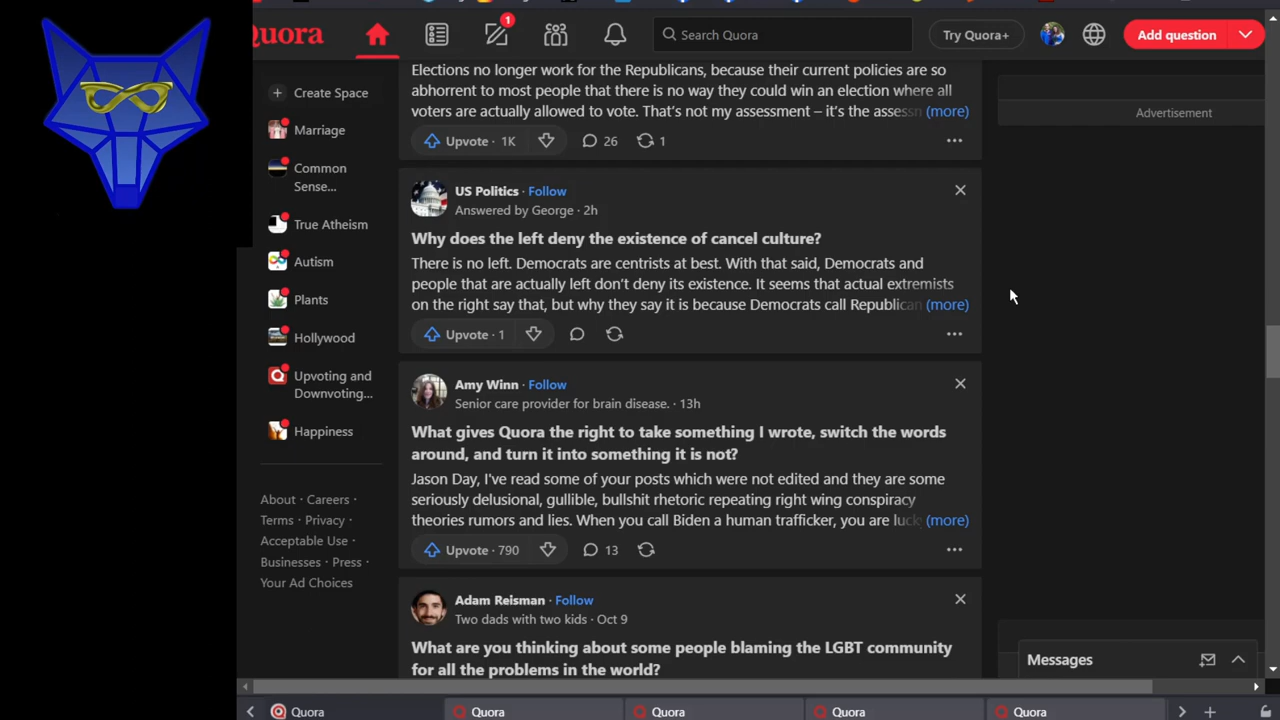 Quora
1
Search Quora
Try Quora+
Add question
Create Space
Marriage
Common
Sense...
True Atheism
Autism
Plants
Hollywood
Upvoting and
Downvoting...
Happiness
About · Careers ·
Terms · Privacy ·
Acceptable Use ·
Businesses · Press ·
Your Ad Choices
Elections no longer work for the Republicans, because their current policies are so
abhorrent to most people that there is no way they could win an election where all
voters are actually allowed to vote. That's not my assessment – it's the assessn (more)
Upvote · 1K 26 1
US Politics · Follow
Answered by George · 2h
Why does the left deny the existence of cancel culture?
There is no left. Democrats are centrists at best. With that said, Democrats and
people that are actually left don't deny its existence. It seems that actual extremists
on the right say that, but why they say it is because Democrats call Republican (more)
Upvote · 1
Amy Winn · Follow
Senior care provider for brain disease. · 13h
What gives Quora the right to take something I wrote, switch the words
around, and turn it into something it is not?
Jason Day, I've read some of your posts which were not edited and they are some
seriously delusional, gullible, bullshit rhetoric repeating right wing conspiracy
theories rumors and lies. When you call Biden a human trafficker, you are luck (more)
Upvote · 790 13
Adam Reisman · Follow
Two dads with two kids · Oct 9
What are you thinking about some people blaming the LGBT community
for all the problems in the world?
Advertisement
Messages
Quora
Quora
Quora
Quora
Quora